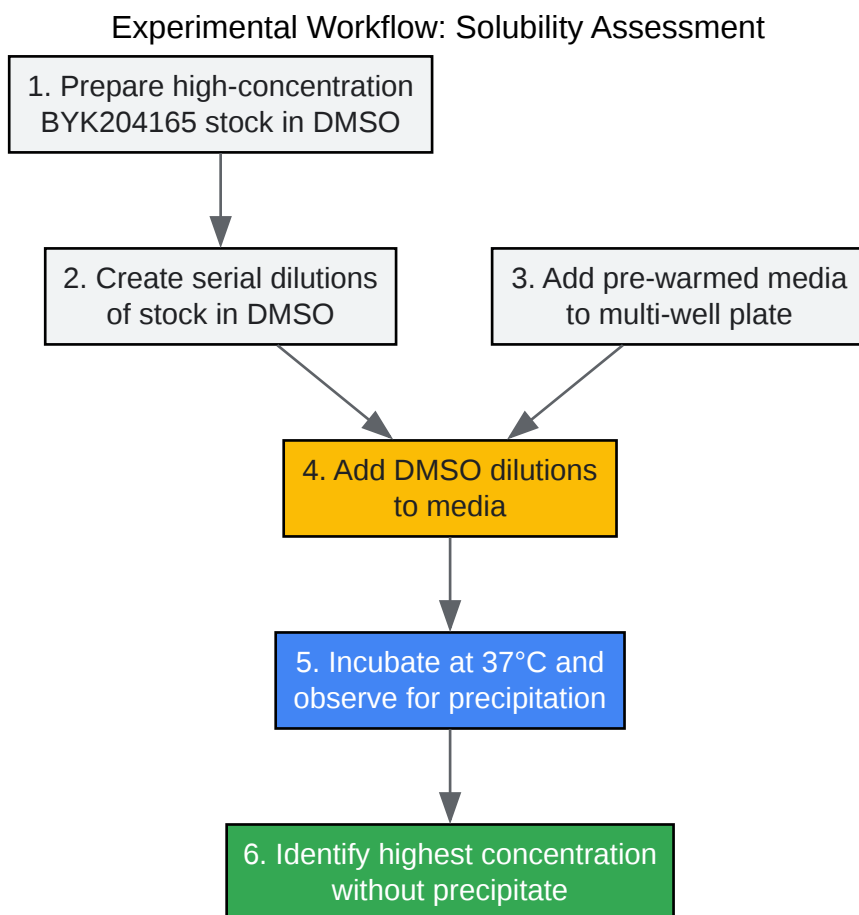 Experimental Workflow: Solubility Assessment
1. Prepare high-concentration
BYK204165 stock in DMSO
2. Create serial dilutions
of stock in DMSO
3. Add pre-warmed media
to multi-well plate
4. Add DMSO dilutions
to media
5. Incubate at 37°C and
observe for precipitation
6. Identify highest concentration
without precipitate